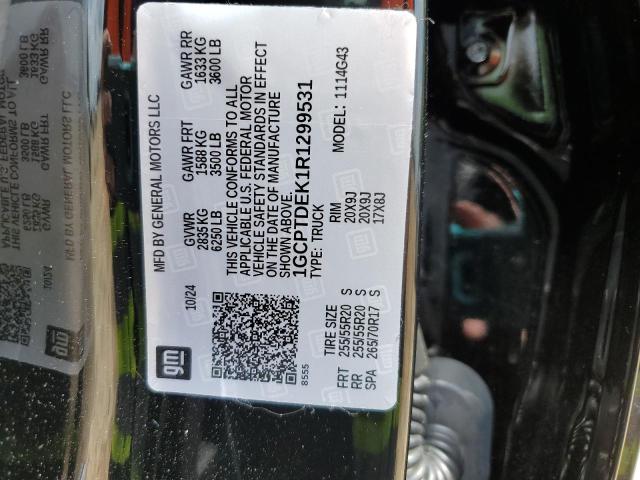 MFD BY GENERAL MOTORS LLC
10/24
GVWR GAWR FRT GAWR RR
2835 KG 1588 KG 1633 KG
6250 LB 3500 LB 3600 LB
THIS VEHICLE CONFORMS TO ALL
APPLICABLE U.S. FEDERAL MOTOR
VEHICLE SAFETY STANDARDS IN EFFECT
ON THE DATE OF MANUFACTURE
SHOWN ABOVE.
1GCPTDEK1R1299531
TYPE: TRUCK MODEL: 1114G43
gm
8555
TIRE SIZE RIM
FRT 255/55R20 S 20X9J
RR 255/55R20 S 20X9J
SPA 265/70R17 S 17X8J